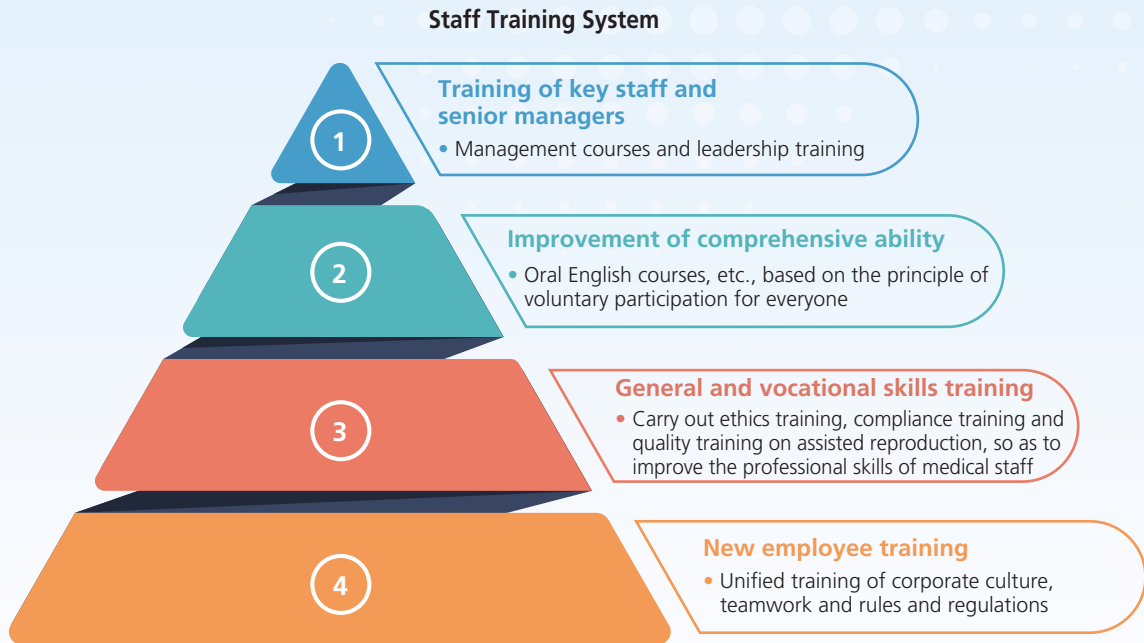 Staff Training System
1
Training of key staff and
senior managers
• Management courses and leadership training
2
Improvement of comprehensive ability
• Oral English courses, etc., based on the principle of
voluntary participation for everyone
3
General and vocational skills training
• Carry out ethics training, compliance training and
quality training on assisted reproduction, so as to
improve the professional skills of medical staff
4
New employee training
• Unified training of corporate culture,
teamwork and rules and regulations